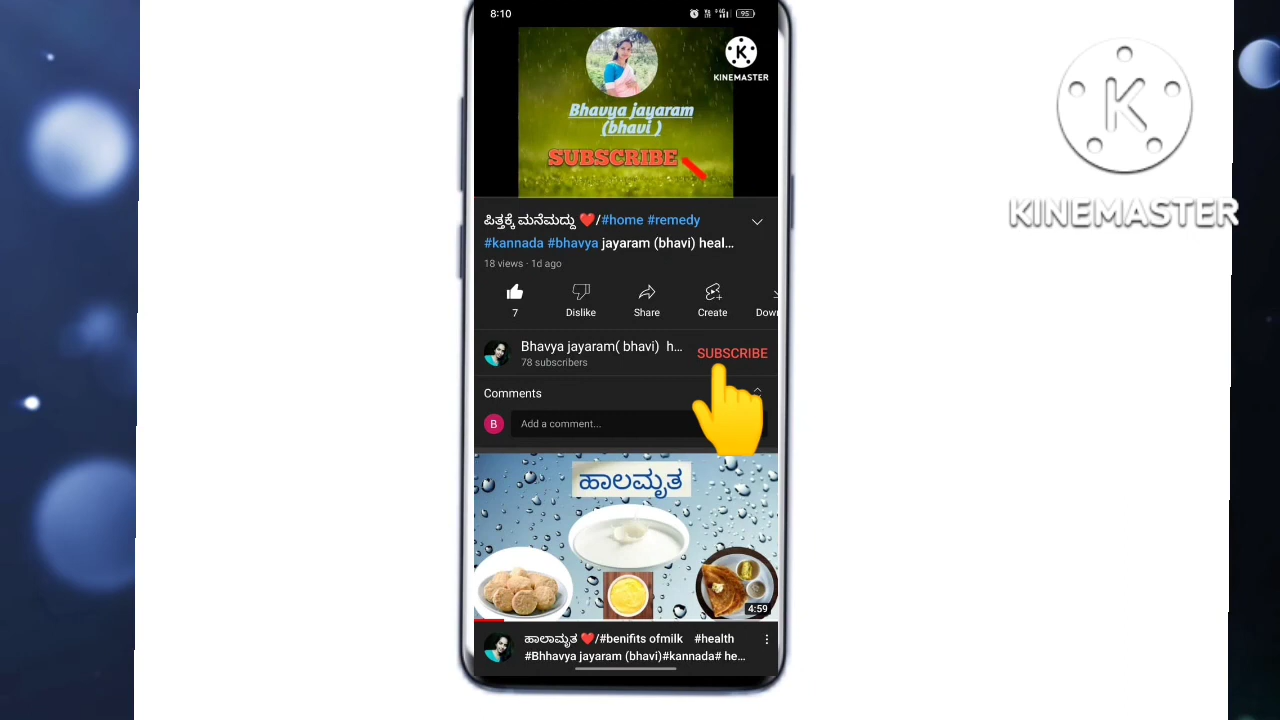 8:10
95
KINEMASTER
Bhavya jayaram
(bhavi )
SUBSCRIBE
ಪಿತ್ತಕ್ಕೆ ಮನೆಮದ್ದು ❤️/#home #remedy
#kannada #bhavya jayaram (bhavi) heal...
18 views · 1d ago
7
Dislike
Share
Create
Dow
Bhavya jayaram( bhavi) h...
78 subscribers
SUBSCRIBE
Comments
B
Add a comment...
ಹಾಲಮೃತ
4:59
ಹಾಲಾಮೃತ ❤️/#benifits ofmilk #health
#Bhhavya jayaram (bhavi)#kannada# he...
KINEMASTER